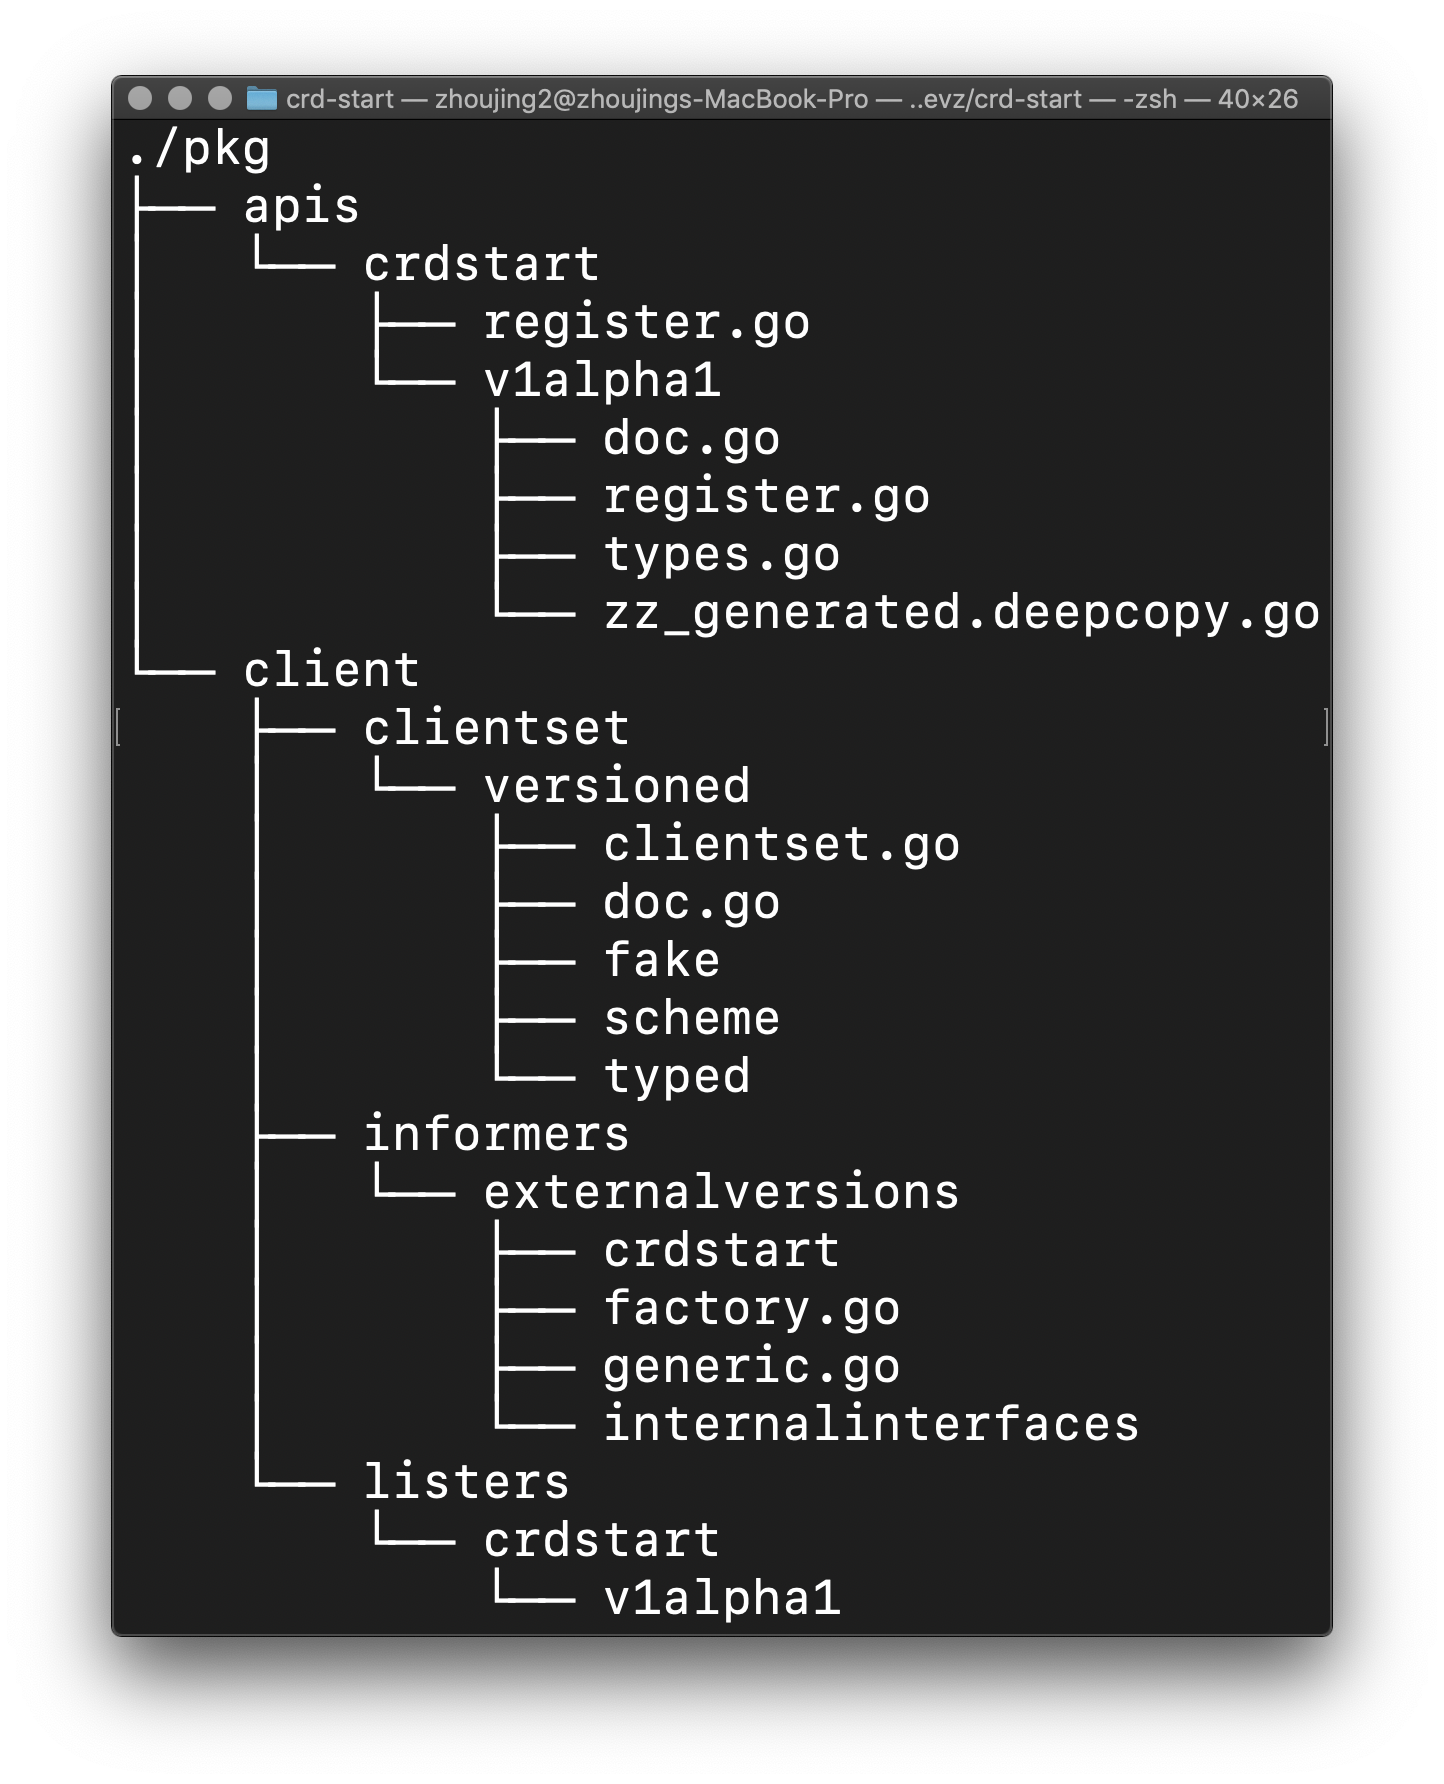 crd-start — zhoujing2@zhoujings-MacBook-Pro — ..evz/crd-start — -zsh — 40×26
./pkg
├── apis
│   └── crdstart
│       ├── register.go
│       └── v1alpha1
│           ├── doc.go
│           ├── register.go
│           ├── types.go
│           └── zz_generated.deepcopy.go
└── client
    ├── clientset
    │   └── versioned
    │       ├── clientset.go
    │       ├── doc.go
    │       ├── fake
    │       ├── scheme
    │       └── typed
    ├── informers
    │   └── externalversions
    │       ├── crdstart
    │       ├── factory.go
    │       ├── generic.go
    │       └── internalinterfaces
    └── listers
        └── crdstart
            └── v1alpha1